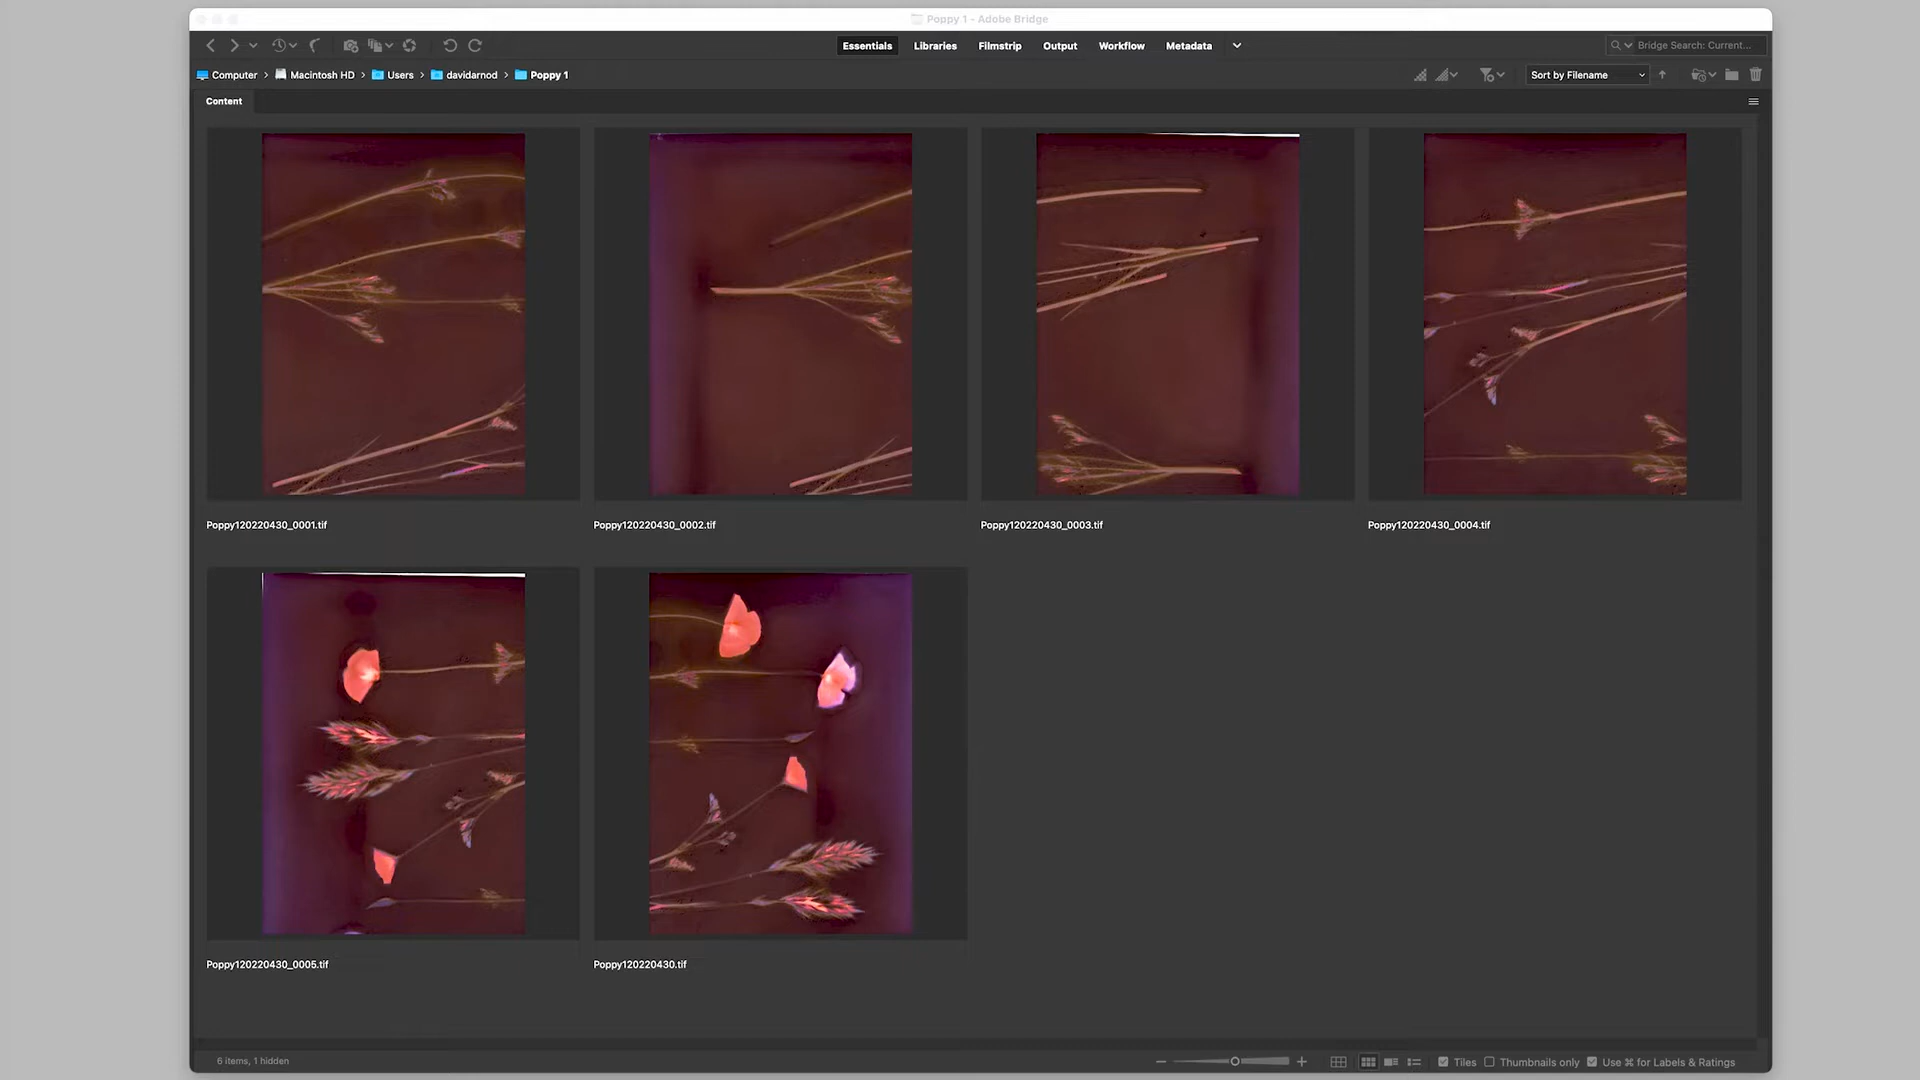 Poppy 1 - Adobe Bridge
Essentials Libraries Filmstrip Output Workflow Metadata
Bridge Search: Current...
Computer > Macintosh HD > Users > davidarnod > Poppy 1
Sort by Filename
Content
Poppy120220430_0001.tif
Poppy120220430_0002.tif
Poppy120220430_0003.tif
Poppy120220430_0004.tif
Poppy120220430_0005.tif
Poppy120220430.tif
6 items, 1 hidden
Tiles Thumbnails only Use ⌘ for Labels & Ratings